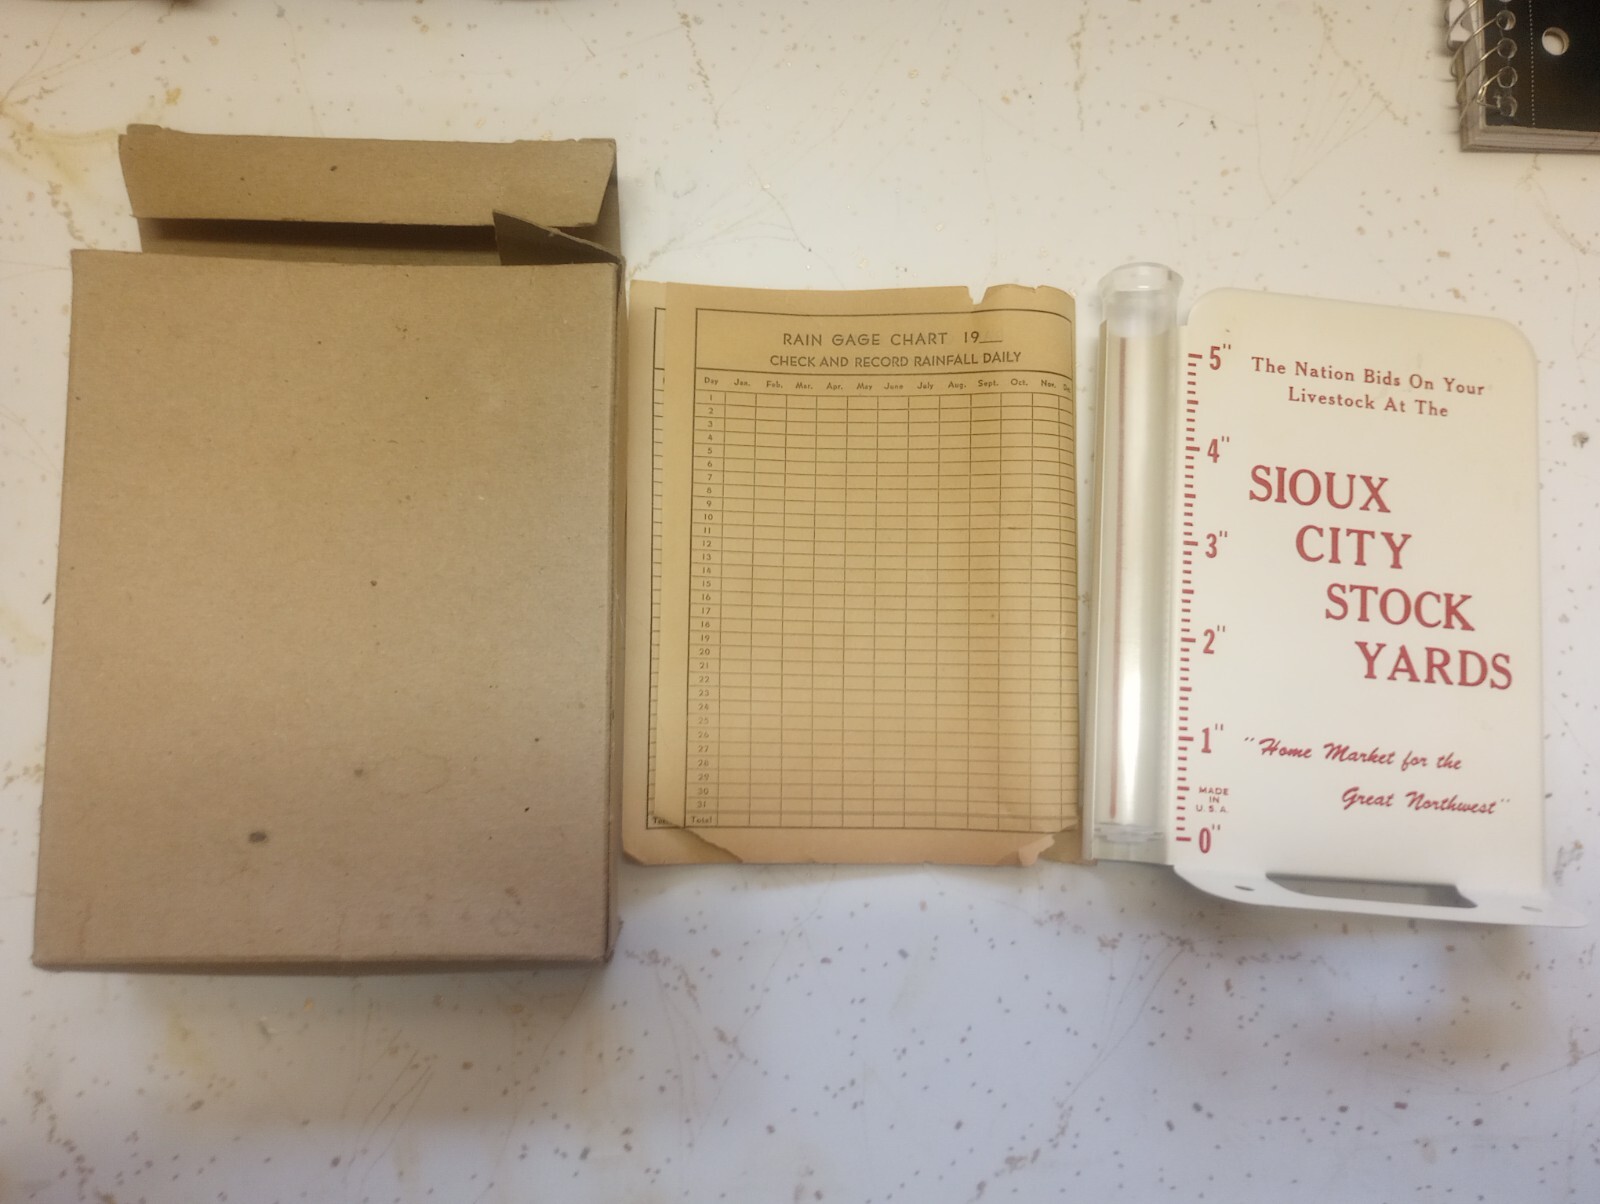 RAIN GAGE CHART 19__
CHECK AND RECORD RAINFALL DAILY
Day Jan. Feb. Mar. Apr. May June July Aug. Sept. Oct. Nov.
1
2
3
4
5
6
7
8
9
10
11
12
13
14
15
16
17
18
19
20
21
22
23
24
25
26
27
28
29
30
31
Total
5"
The Nation Bids On Your
Livestock At The
4"
SIOUX
3"
CITY
STOCK
2"
YARDS
1"
"Home Market for the
Great Northwest"
MADE
IN
U.S.A.
0"